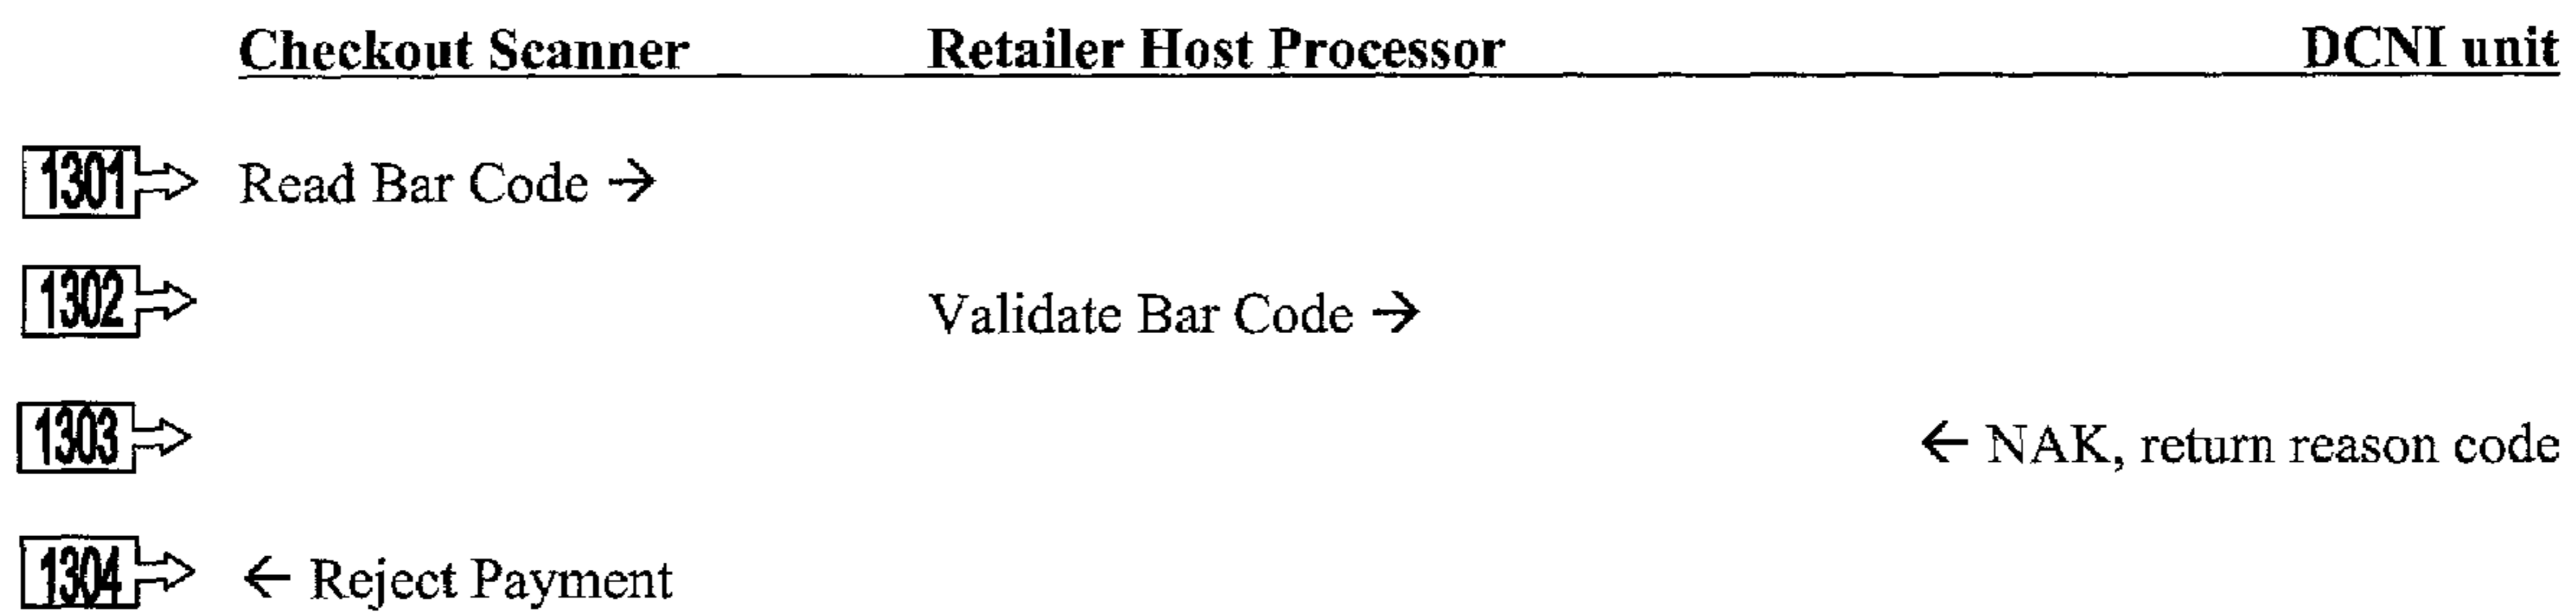 Checkout Scanner Retailer Host Processor DCNI unit
1301 Read Bar Code →
1302 Validate Bar Code →
1303 ← NAK, return reason code
1304 ← Reject Payment